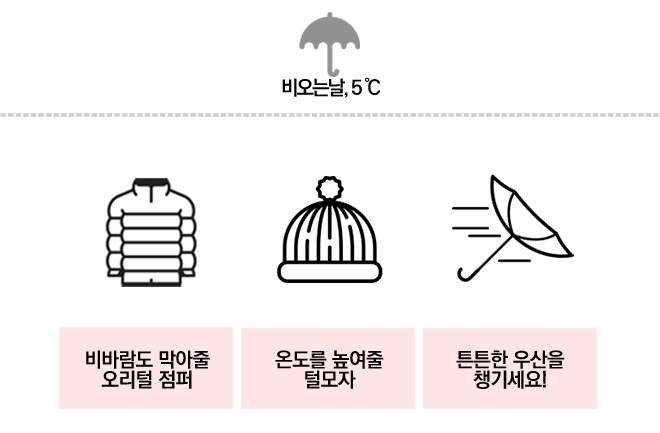 비오는날, 5 ℃
비바람도 막아줄
오리털 점퍼
온도를 높여줄
털모자
튼튼한 우산을
챙기세요!